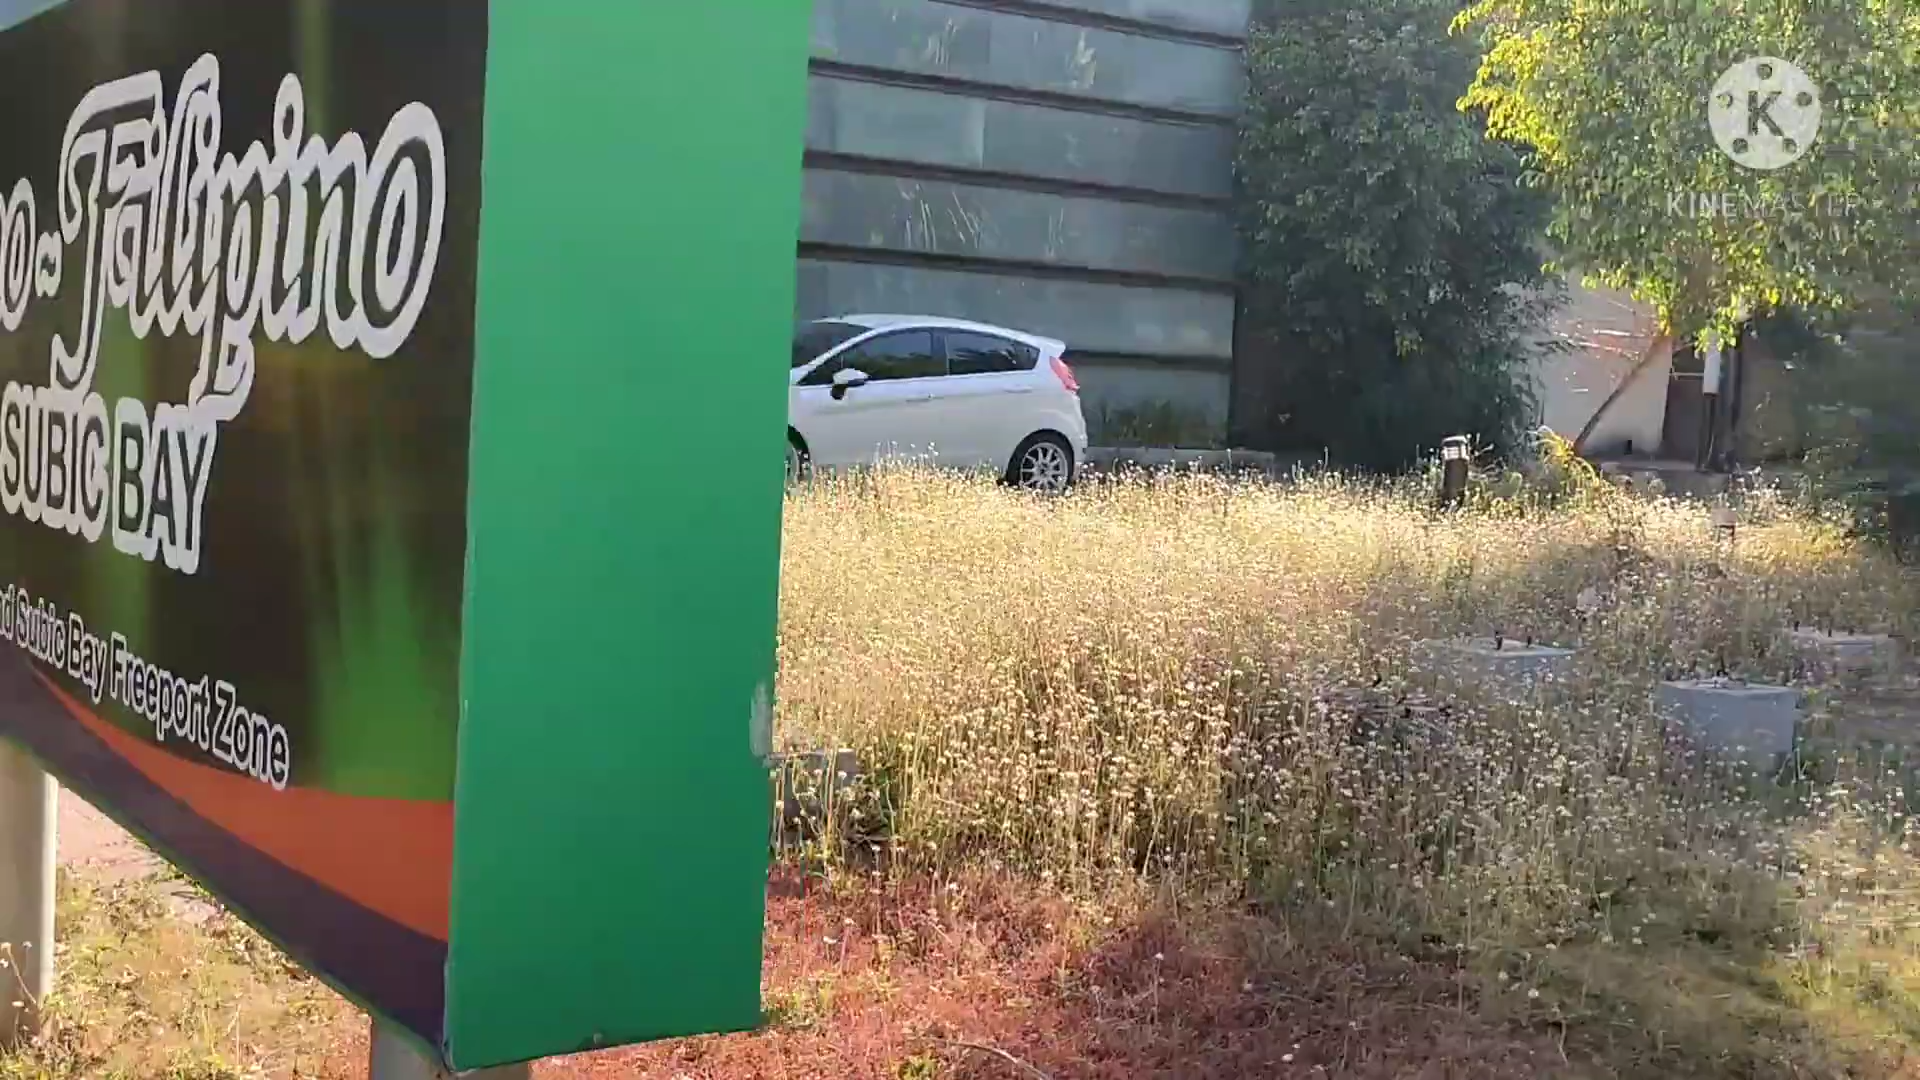 Filipino
SUBIC BAY
Subic Bay Freeport Zone
K
KINEMASTER